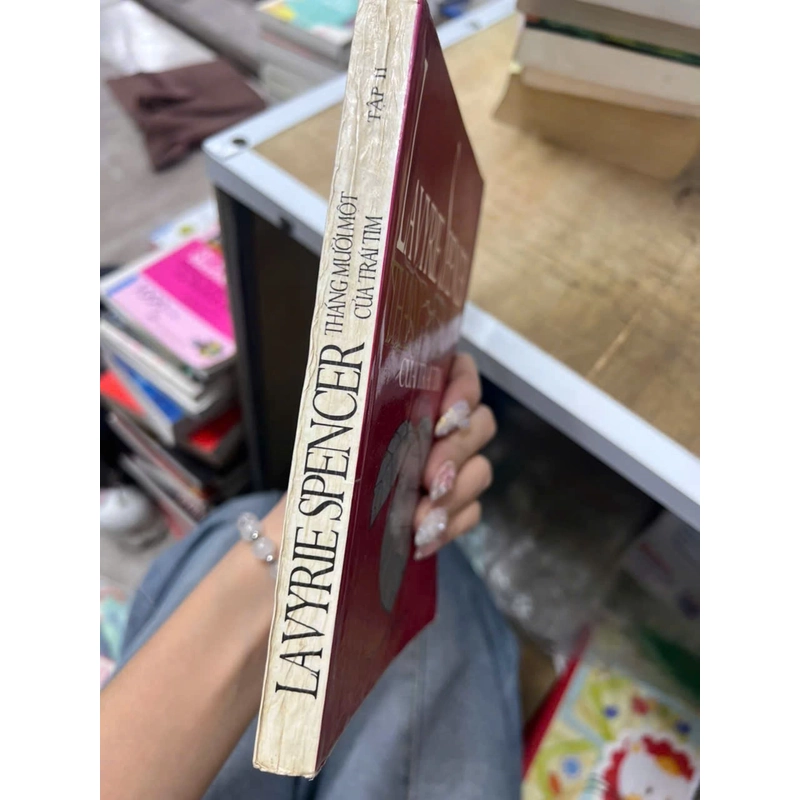 LAVYRIE SPENCER
THÁNG MƯỜI MỘT
CỦA TRÁI TIM
TẬP II